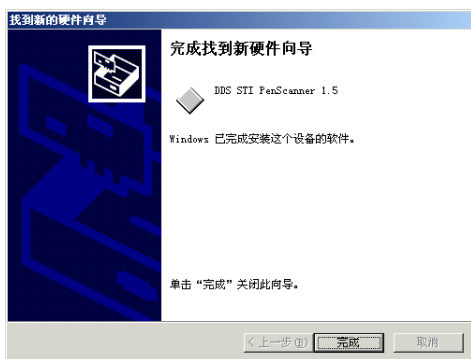 找到新的硬件向导
完成找到新硬件向导
DDS STI PenScanner 1.5
Windows 已完成安装这个设备的软件。
单击“完成”关闭此向导。
< 上一步(B)
完成
取消